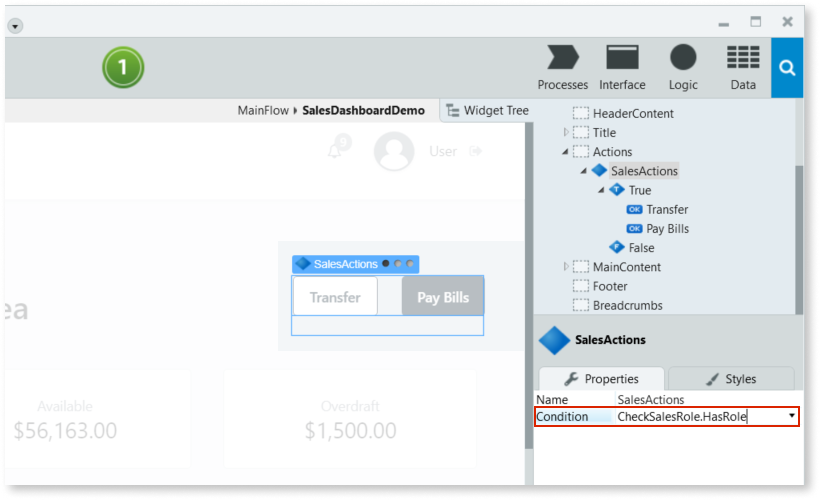 1
Processes Interface Logic Data
MainFlow SalesDashboardDemo Widget Tree
HeaderContent
Title
Actions
SalesActions
T True
OK Transfer
OK Pay Bills
F False
MainContent
Footer
Breadcrumbs
User
SalesActions
Transfer Pay Bills
ea
Available
$56,163.00
Overdraft
$1,500.00
SalesActions
Properties Styles
Name SalesActions
Condition CheckSalesRole.HasRole